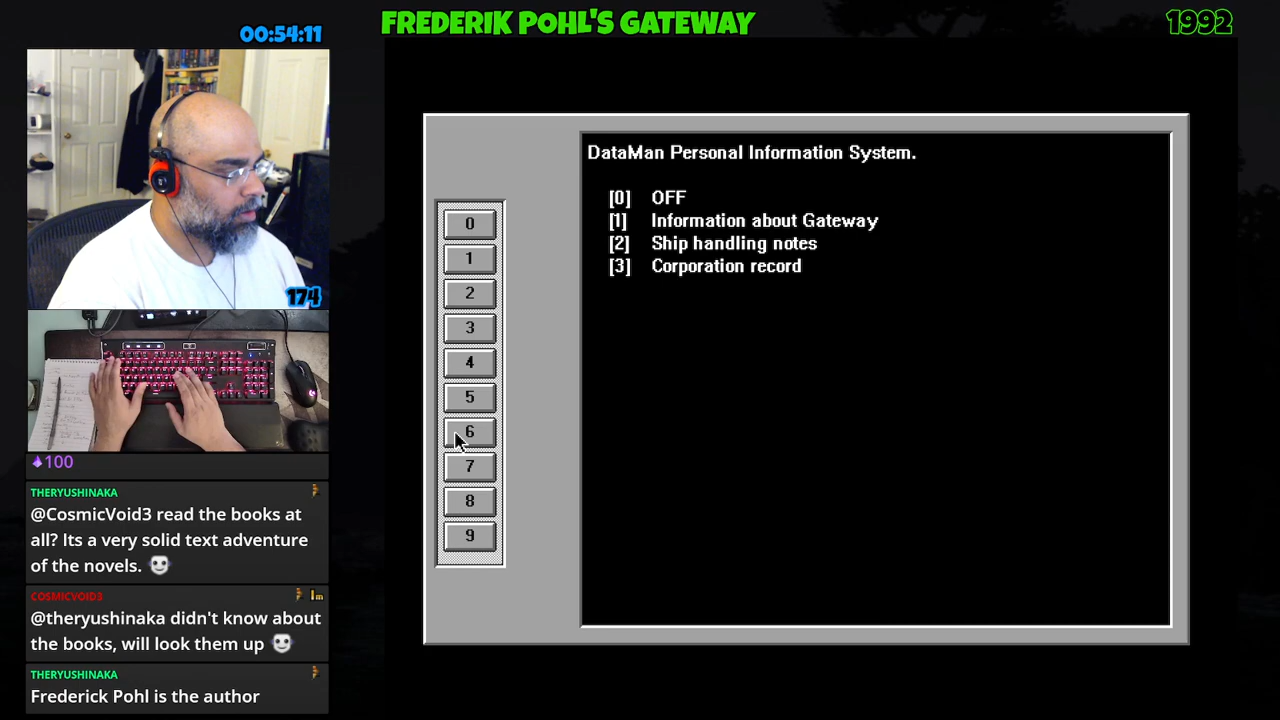 00:54:11
FREDERIK POHL'S GATEWAY
1992
174
100
THERYUSHINAKA
@CosmicVoid3 read the books at
all? Its a very solid text adventure
of the novels.
COSMICVOID3
1m
@theryushinaka didn't know about
the books, will look them up
THERYUSHINAKA
Frederick Pohl is the author
0
1
2
3
4
5
6
7
8
9
DataMan Personal Information System.
[0] OFF
[1] Information about Gateway
[2] Ship handling notes
[3] Corporation record